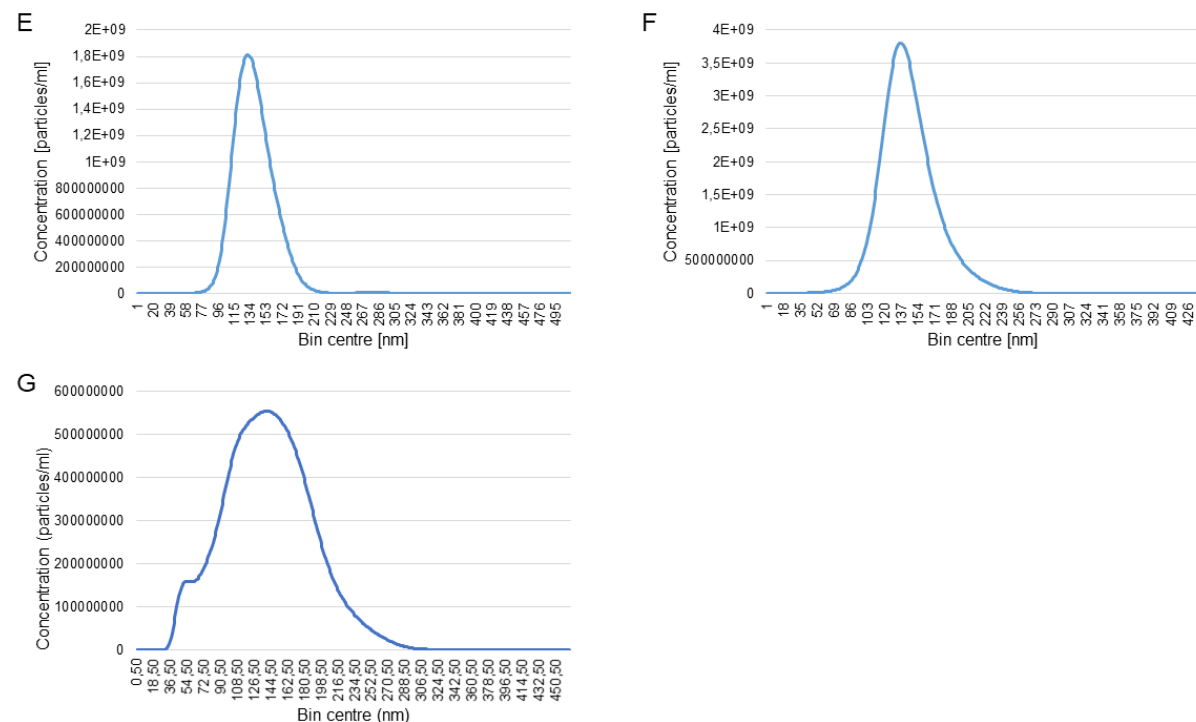 E
2E+09
1,8E+09
1,6E+09
1,4E+09
1,2E+09
1E+09
800000000
600000000
400000000
200000000
0
Concentration [particles/ml]
1 20 39 58 77 96 115 134 153 172 191 210 229 248 267 286 305 324 343 362 381 400 419 438 457 476 495
Bin centre [nm]
F
4E+09
3,5E+09
3E+09
2,5E+09
2E+09
1,5E+09
1E+09
500000000
0
Concentration [particles/ml]
1 18 35 52 69 86 103 120 137 154 171 188 205 222 239 256 273 290 307 324 341 358 375 392 409 426
Bin centre [nm]
G
600000000
500000000
400000000
300000000
200000000
100000000
0
Concentration (particles/ml)
0,50 18,50 36,50 54,50 72,50 90,50 108,50 126,50 144,50 162,50 180,50 198,50 216,50 234,50 252,50 270,50 288,50 306,50 324,50 342,50 360,50 378,50 396,50 414,50 432,50 450,50
Bin centre (nm)